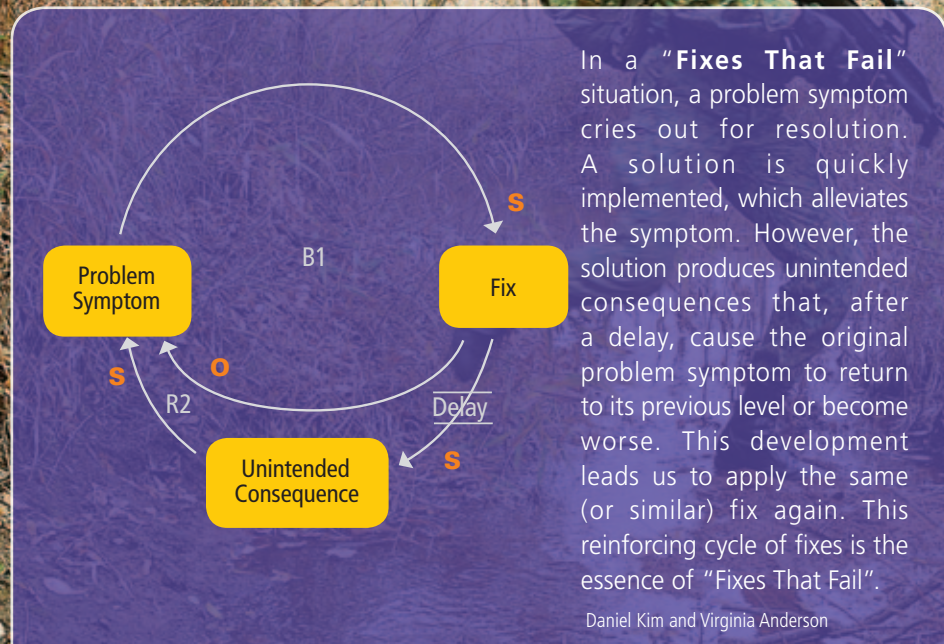 In a “Fixes That Fail”
situation, a problem symptom
cries out for resolution.
A solution is quickly
implemented, which alleviates
the symptom. However, the
solution produces unintended
consequences that, after
a delay, cause the original
problem symptom to return
to its previous level or become
worse. This development
leads us to apply the same
(or similar) fix again. This
reinforcing cycle of fixes is the
essence of “Fixes That Fail”.
Daniel Kim and Virginia Anderson
s
B1
Problem
Symptom
Fix
s
o
R2
Delay
s
Unintended
Consequence